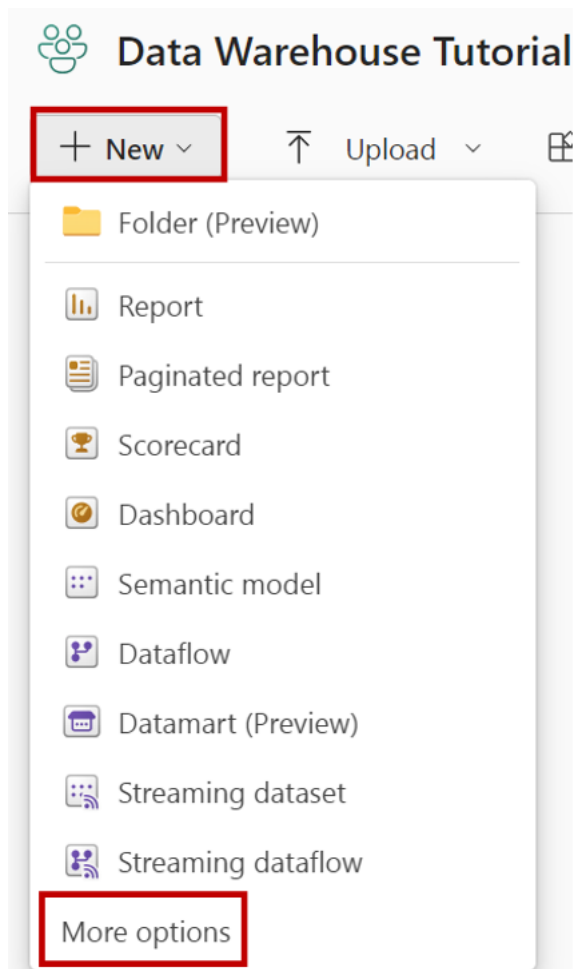 Data Warehouse Tutorial
New
Upload
Folder (Preview)
Report
Paginated report
Scorecard
Dashboard
Semantic model
Dataflow
Datamart (Preview)
Streaming dataset
Streaming dataflow
More options